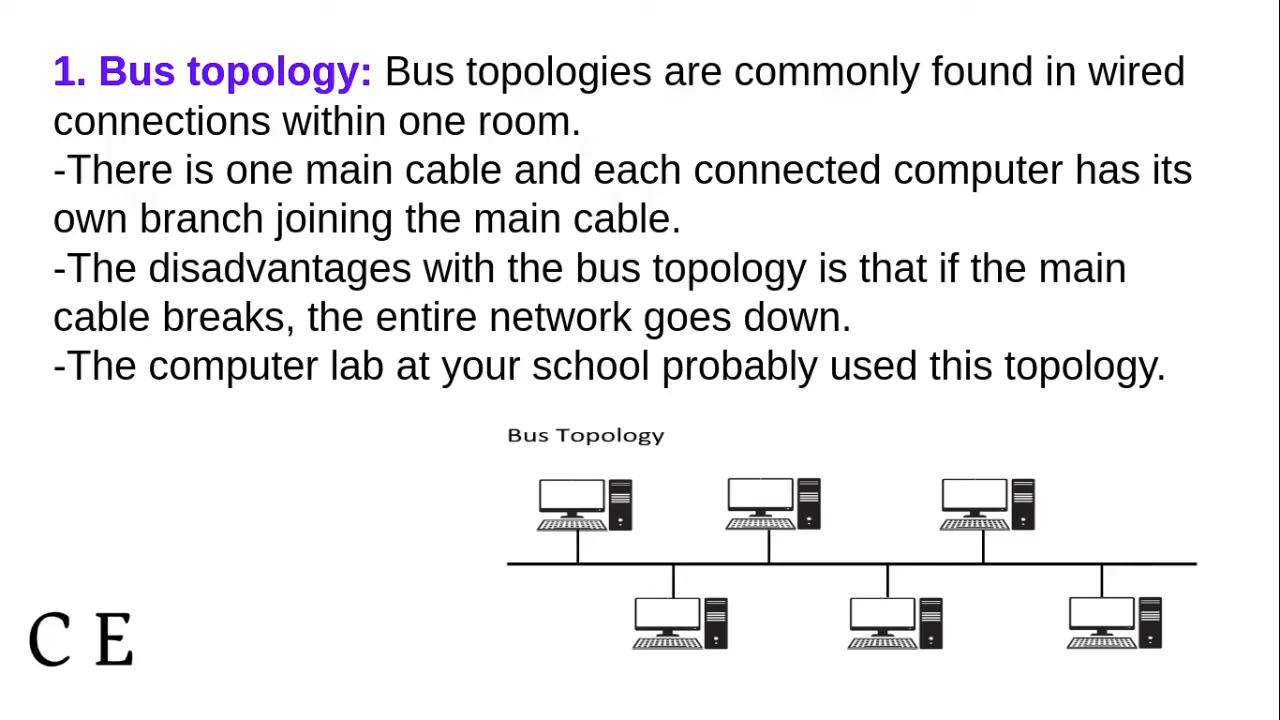 1. Bus topology: Bus topologies are commonly found in wired
connections within one room.
-There is one main cable and each connected computer has its
own branch joining the main cable.
-The disadvantages with the bus topology is that if the main
cable breaks, the entire network goes down.
-The computer lab at your school probably used this topology.
Bus Topology
C E